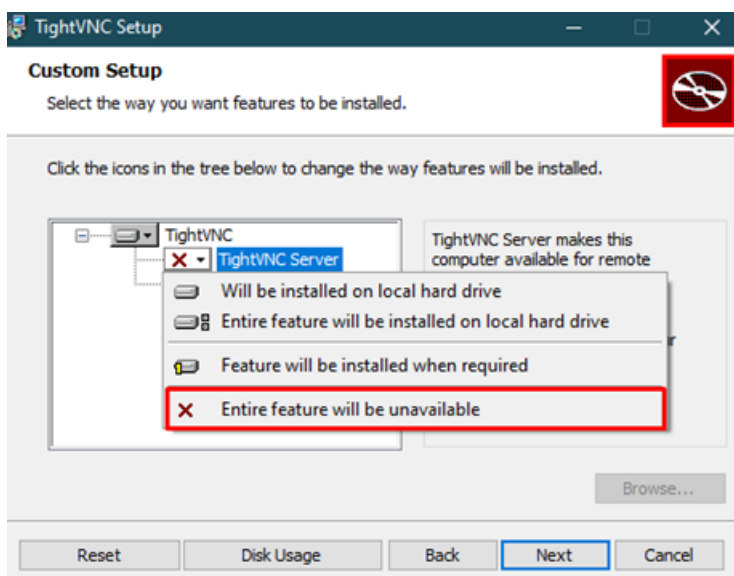 TightVNC Setup
Custom Setup
Select the way you want features to be installed.
Click the icons in the tree below to change the way features will be installed.
TightVNC
TightVNC Server
TightVNC Server makes this
computer available for remote
Will be installed on local hard drive
Entire feature will be installed on local hard drive
Feature will be installed when required
Entire feature will be unavailable
Browse...
Reset
Disk Usage
Back
Next
Cancel